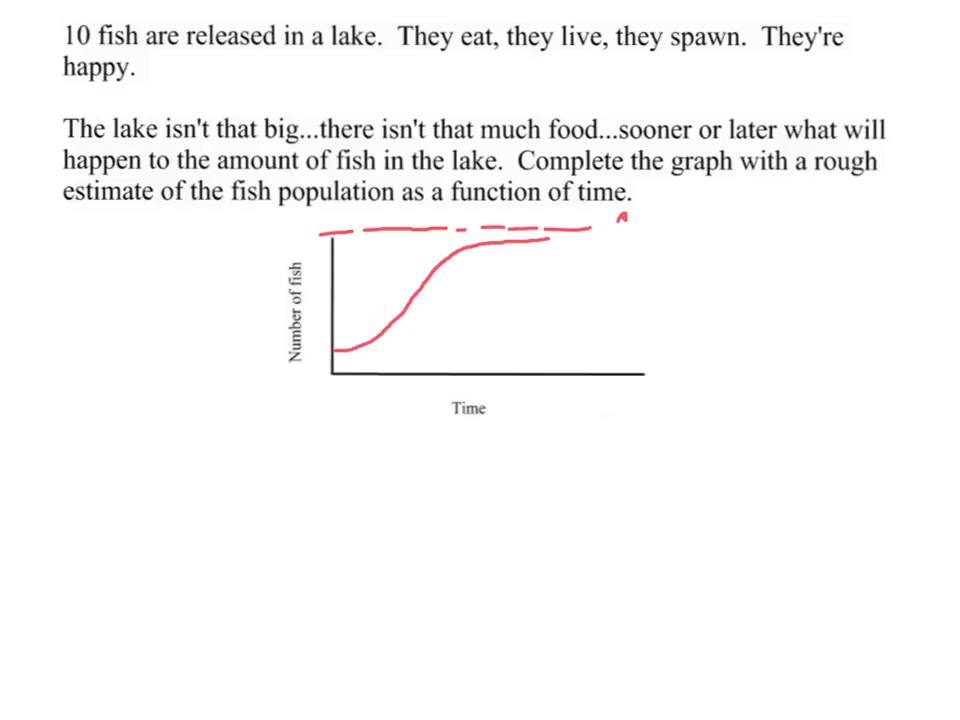 10 fish are released in a lake.  They eat, they live, they spawn.  They're
happy.
The lake isn't that big...there isn't that much food...sooner or later what will
happen to the amount of fish in the lake.  Complete the graph with a rough
estimate of the fish population as a function of time.
Number of fish
Time